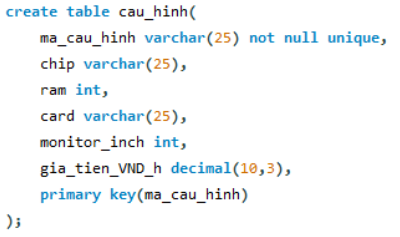 create table cau_hinh(
ma_cau_hinh varchar(25) not null unique,
chip varchar(25),
ram int,
card varchar(25),
monitor_inch int,
gia_tien_VND_h decimal(10,3),
primary key(ma_cau_hinh)
);